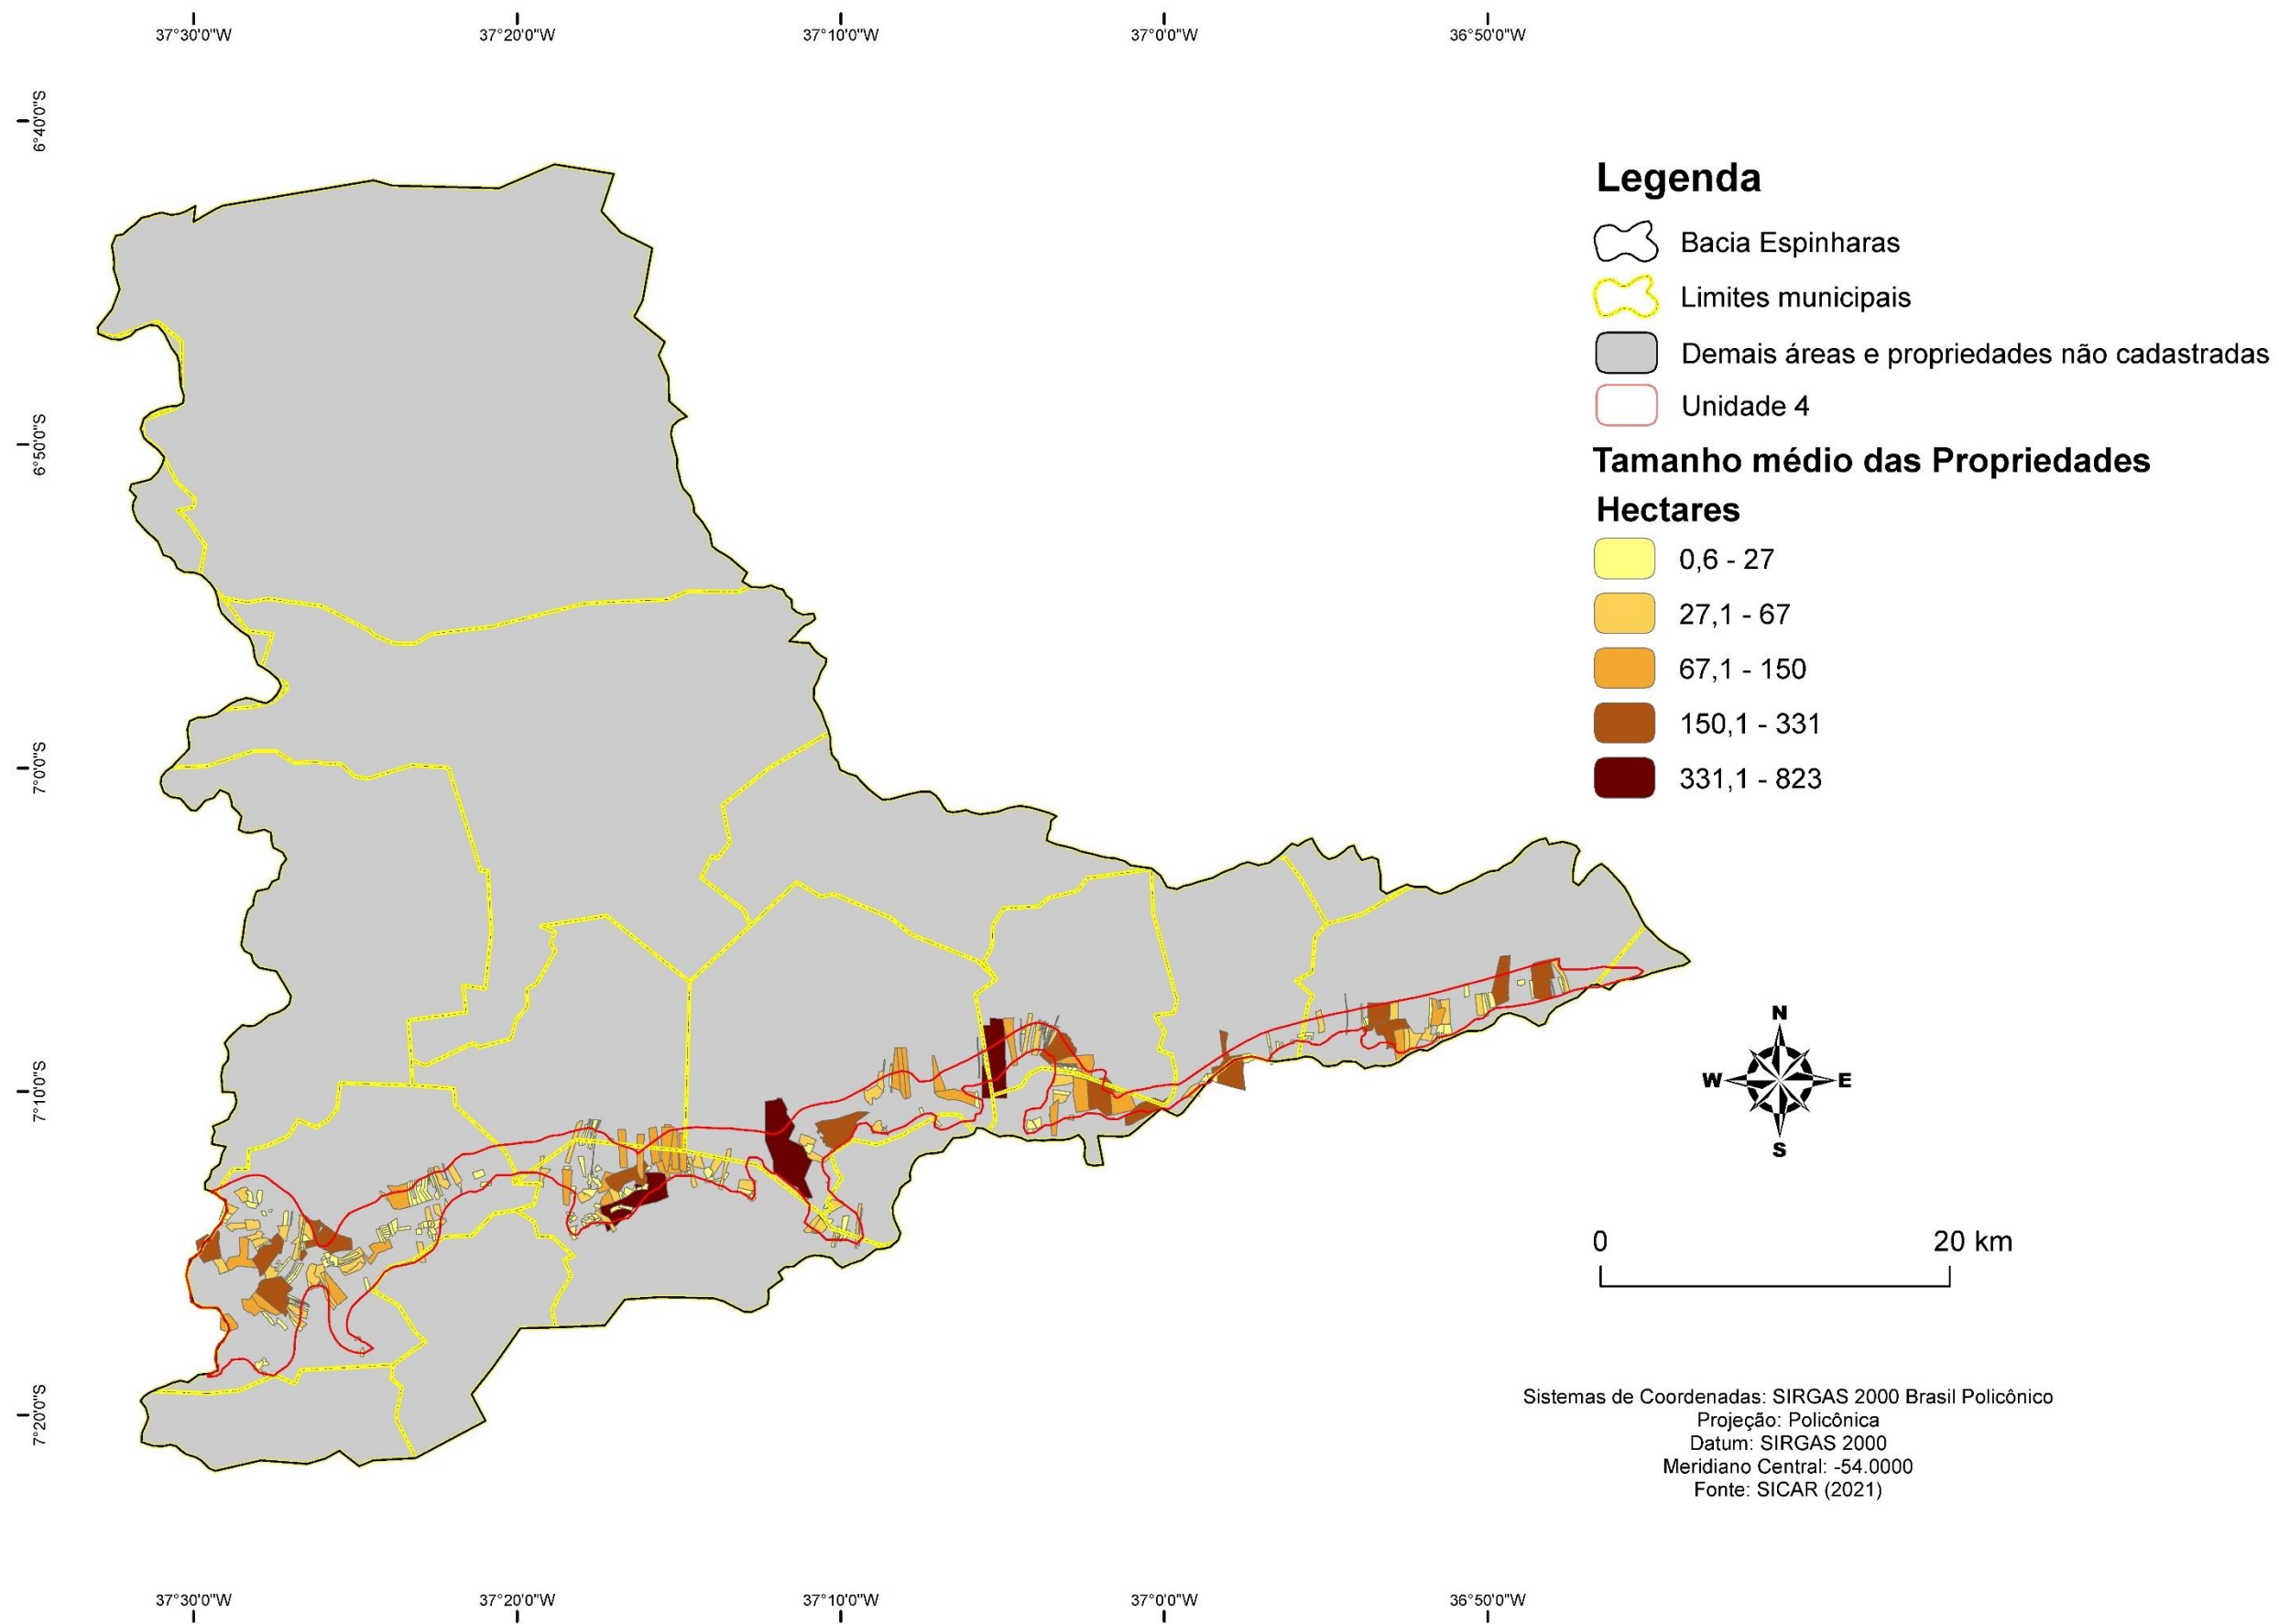 37°30'0"W 37°20'0"W 37°10'0"W 37°0'0"W 36°50'0"W
6°40'0"S
6°50'0"S
7°0'0"S
7°10'0"S
7°20'0"S
Legenda
Bacia Espinharas
Limites municipais
Demais áreas e propriedades não cadastradas
Unidade 4
Tamanho médio das Propriedades
Hectares
0,6 - 27
27,1 - 67
67,1 - 150
150,1 - 331
331,1 - 823
N
W E
S
0 20 km
Sistemas de Coordenadas: SIRGAS 2000 Brasil Policônico
Projeção: Policônica
Datum: SIRGAS 2000
Meridiano Central: -54.0000
Fonte: SICAR (2021)
37°30'0"W 37°20'0"W 37°10'0"W 37°0'0"W 36°50'0"W